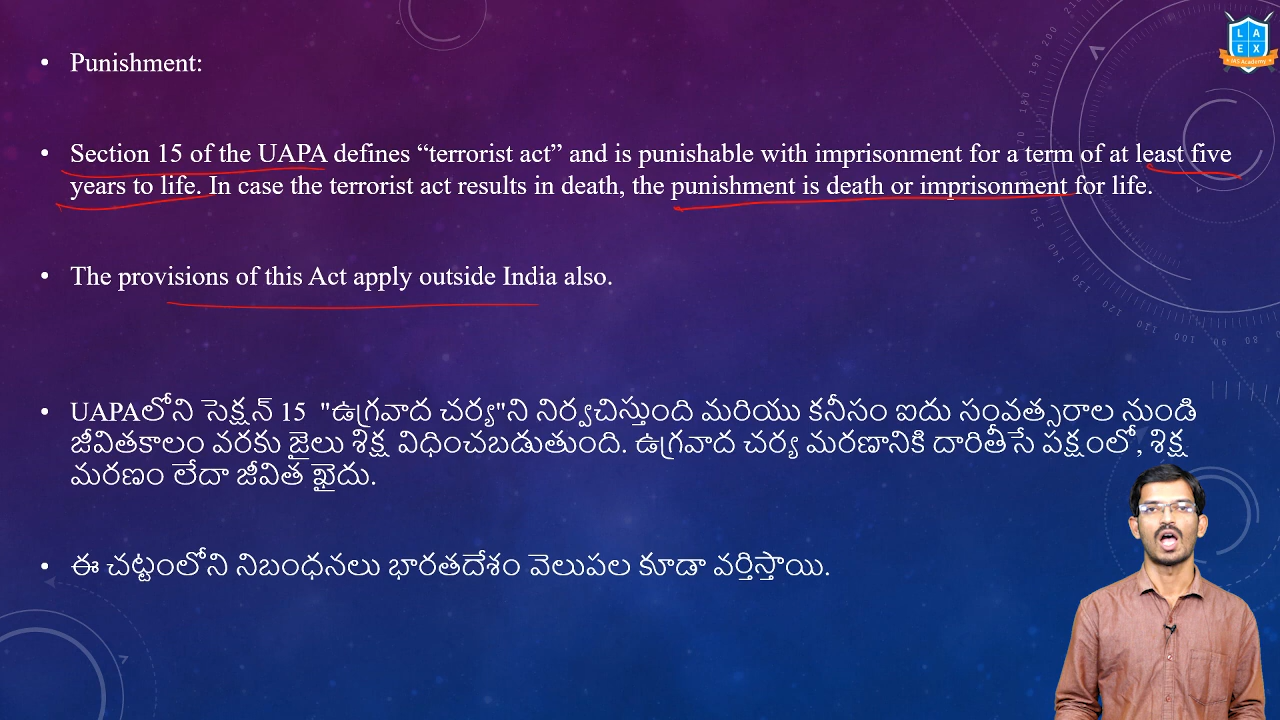 L A
E X
MS Academy
• Punishment:
• Section 15 of the UAPA defines “terrorist act” and is punishable with imprisonment for a term of at least five
years to life. In case the terrorist act results in death, the punishment is death or imprisonment for life.
• The provisions of this Act apply outside India also.
• UAPAలోని సెక్షన్ 15 "ఉగ్రవాద చర్య"ని నిర్వచిస్తుంది మరియు కనీసం ఐదు సంవత్సరాల నుండి
జీవితకాలం వరకు జైలు శిక్ష విధించబడుతుంది. ఉగ్రవాద చర్య మరణానికి దారితీసే పక్షంలో, శిక్ష
మరణం లేదా జీవిత ఖైదు.
• ఈ చట్టంలోని నిబంధనలు భారతదేశం వెలుపల కూడా వర్తిస్తాయి.